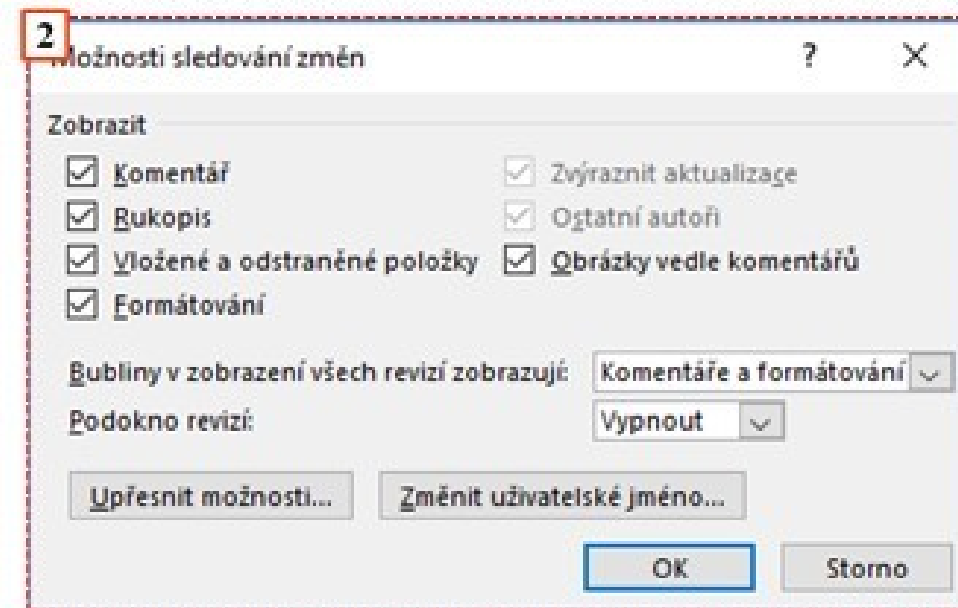 2
Možnosti sledování změn ?
Zobrazit
Komentář
Rukopis
Vložené a odstraněné položky
Formátování
Zvýraznit aktualizace
Ostatní autoři
Obrázky vedle komentářů
Bubliny v zobrazení všech revizí zobrazují: Komentáře a formátování
Podokno revizí: Vypnout
Upřesnit možnosti... Změnit uživatelské jméno...
OK Storno